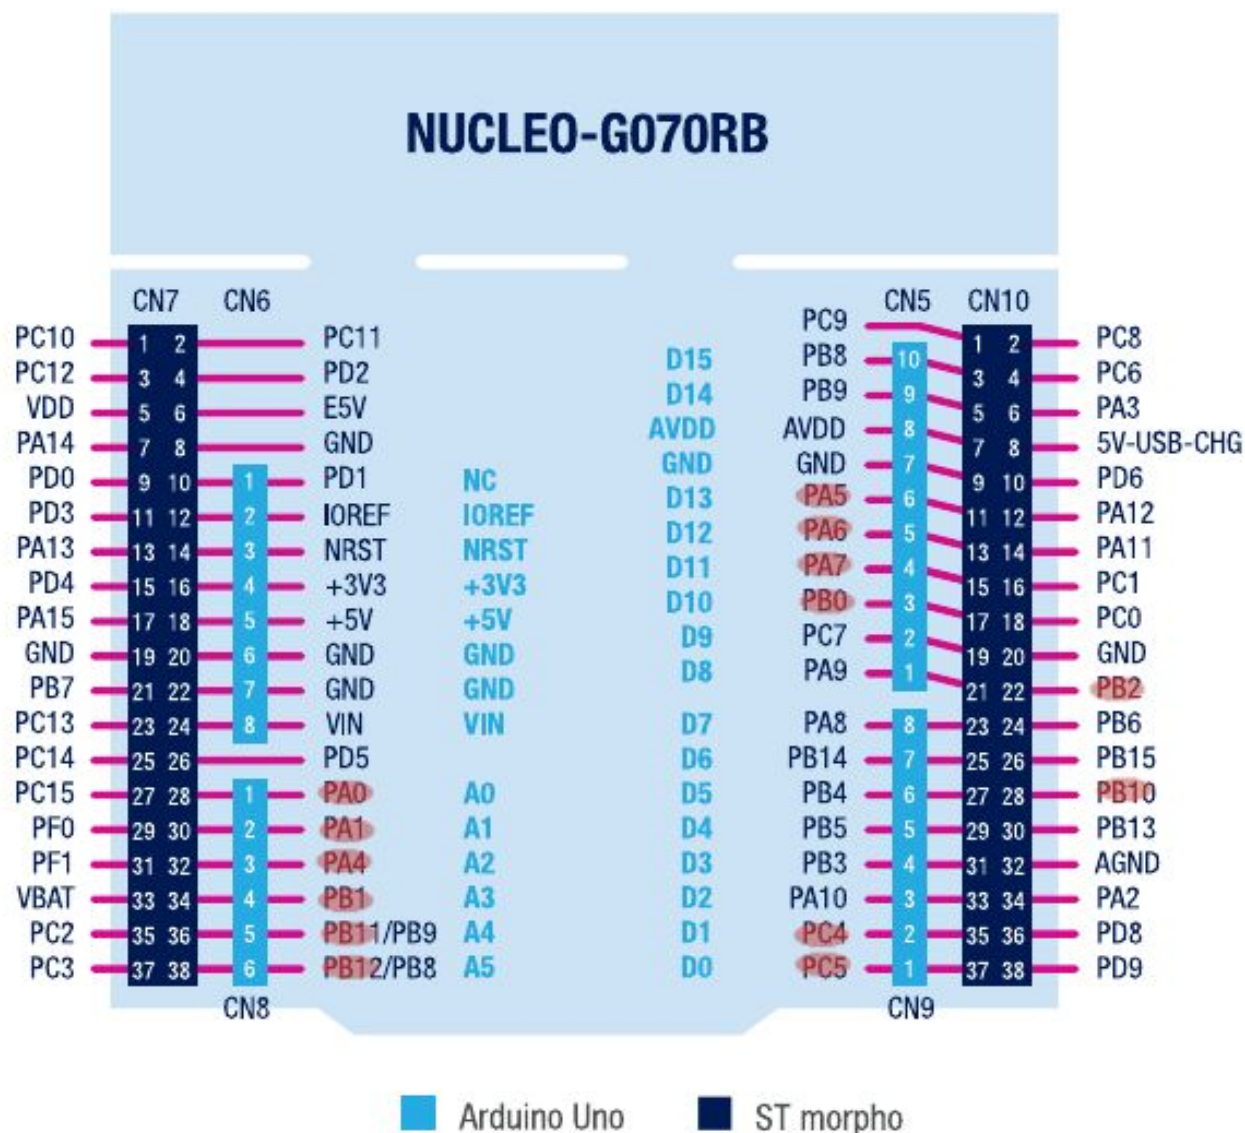 NUCLEO-G070RB
CN7 CN6 CN5 CN10
PC9
PC10 1 2 PC11 1 2 PC8
D15 PB8 10
PC12 3 4 PD2 3 4 PC6
D14 PB9 9
VDD 5 6 E5V 5 6 PA3
AVDD AVDD 8
PA14 7 8 GND 7 8 5V-USB-CHG
GND GND 7
PD0 9 10 1 PD1 NC 9 10 PD6
D13 PA5 6
PD3 11 12 2 IOREF IOREF 11 12 PA12
D12 PA6 5
PA13 13 14 3 NRST NRST 13 14 PA11
D11 PA7 4
PD4 15 16 4 +3V3 +3V3 15 16 PC1
D10 PB0 3
PA15 17 18 5 +5V +5V 17 18 PC0
D9 PC7 2
GND 19 20 6 GND GND 19 20 GND
D8 PA9 1
PB7 21 22 7 GND GND 21 22 PB2
PC13 23 24 8 VIN VIN D7 PA8 8 23 24 PB6
PC14 25 26 PD5 D6 PB14 7 25 26 PB15
PC15 27 28 1 PA0 A0 D5 PB4 6 27 28 PB10
PF0 29 30 2 PA1 A1 D4 PB5 5 29 30 PB13
PF1 31 32 3 PA4 A2 D3 PB3 4 31 32 AGND
VBAT 33 34 4 PB1 A3 D2 PA10 3 33 34 PA2
PC2 35 36 5 PB11/PB9 A4 D1 PC4 2 35 36 PD8
PC3 37 38 6 PB12/PB8 A5 D0 PC5 1 37 38 PD9
CN8 CN9
Arduino Uno ST morpho